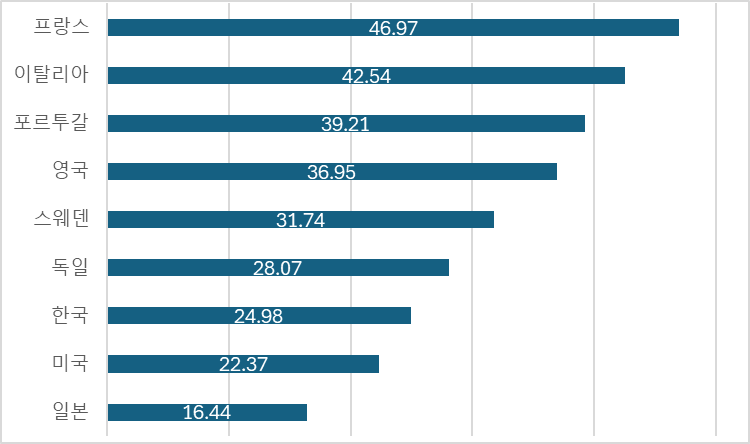 프랑스 46.97
이탈리아 42.54
포르투갈 39.21
영국 36.95
스웨덴 31.74
독일 28.07
한국 24.98
미국 22.37
일본 16.44